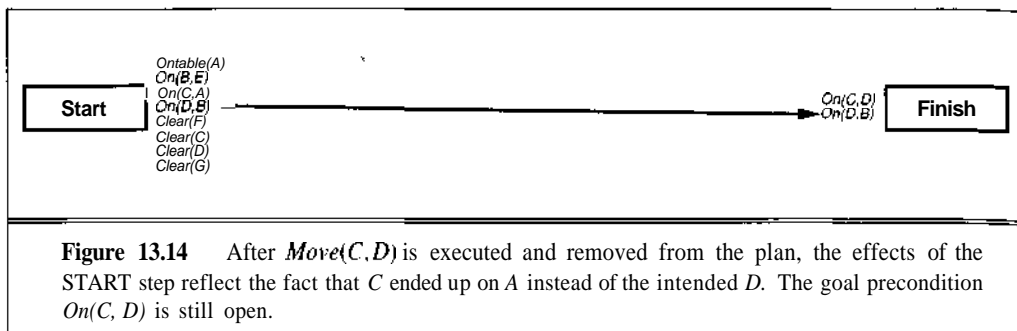 Start
Ontable(A)
On(B,E)
On(C,A)
On(D,B)
Clear(F)
Clear(C)
Clear(D)
Clear(G)
On(C,D)
On(D,B)
Finish
Figure 13.14 After Move(C,D) is executed and removed from the plan, the effects of the
START step reflect the fact that C ended up on A instead of the intended D. The goal precondition
On(C, D) is still open.